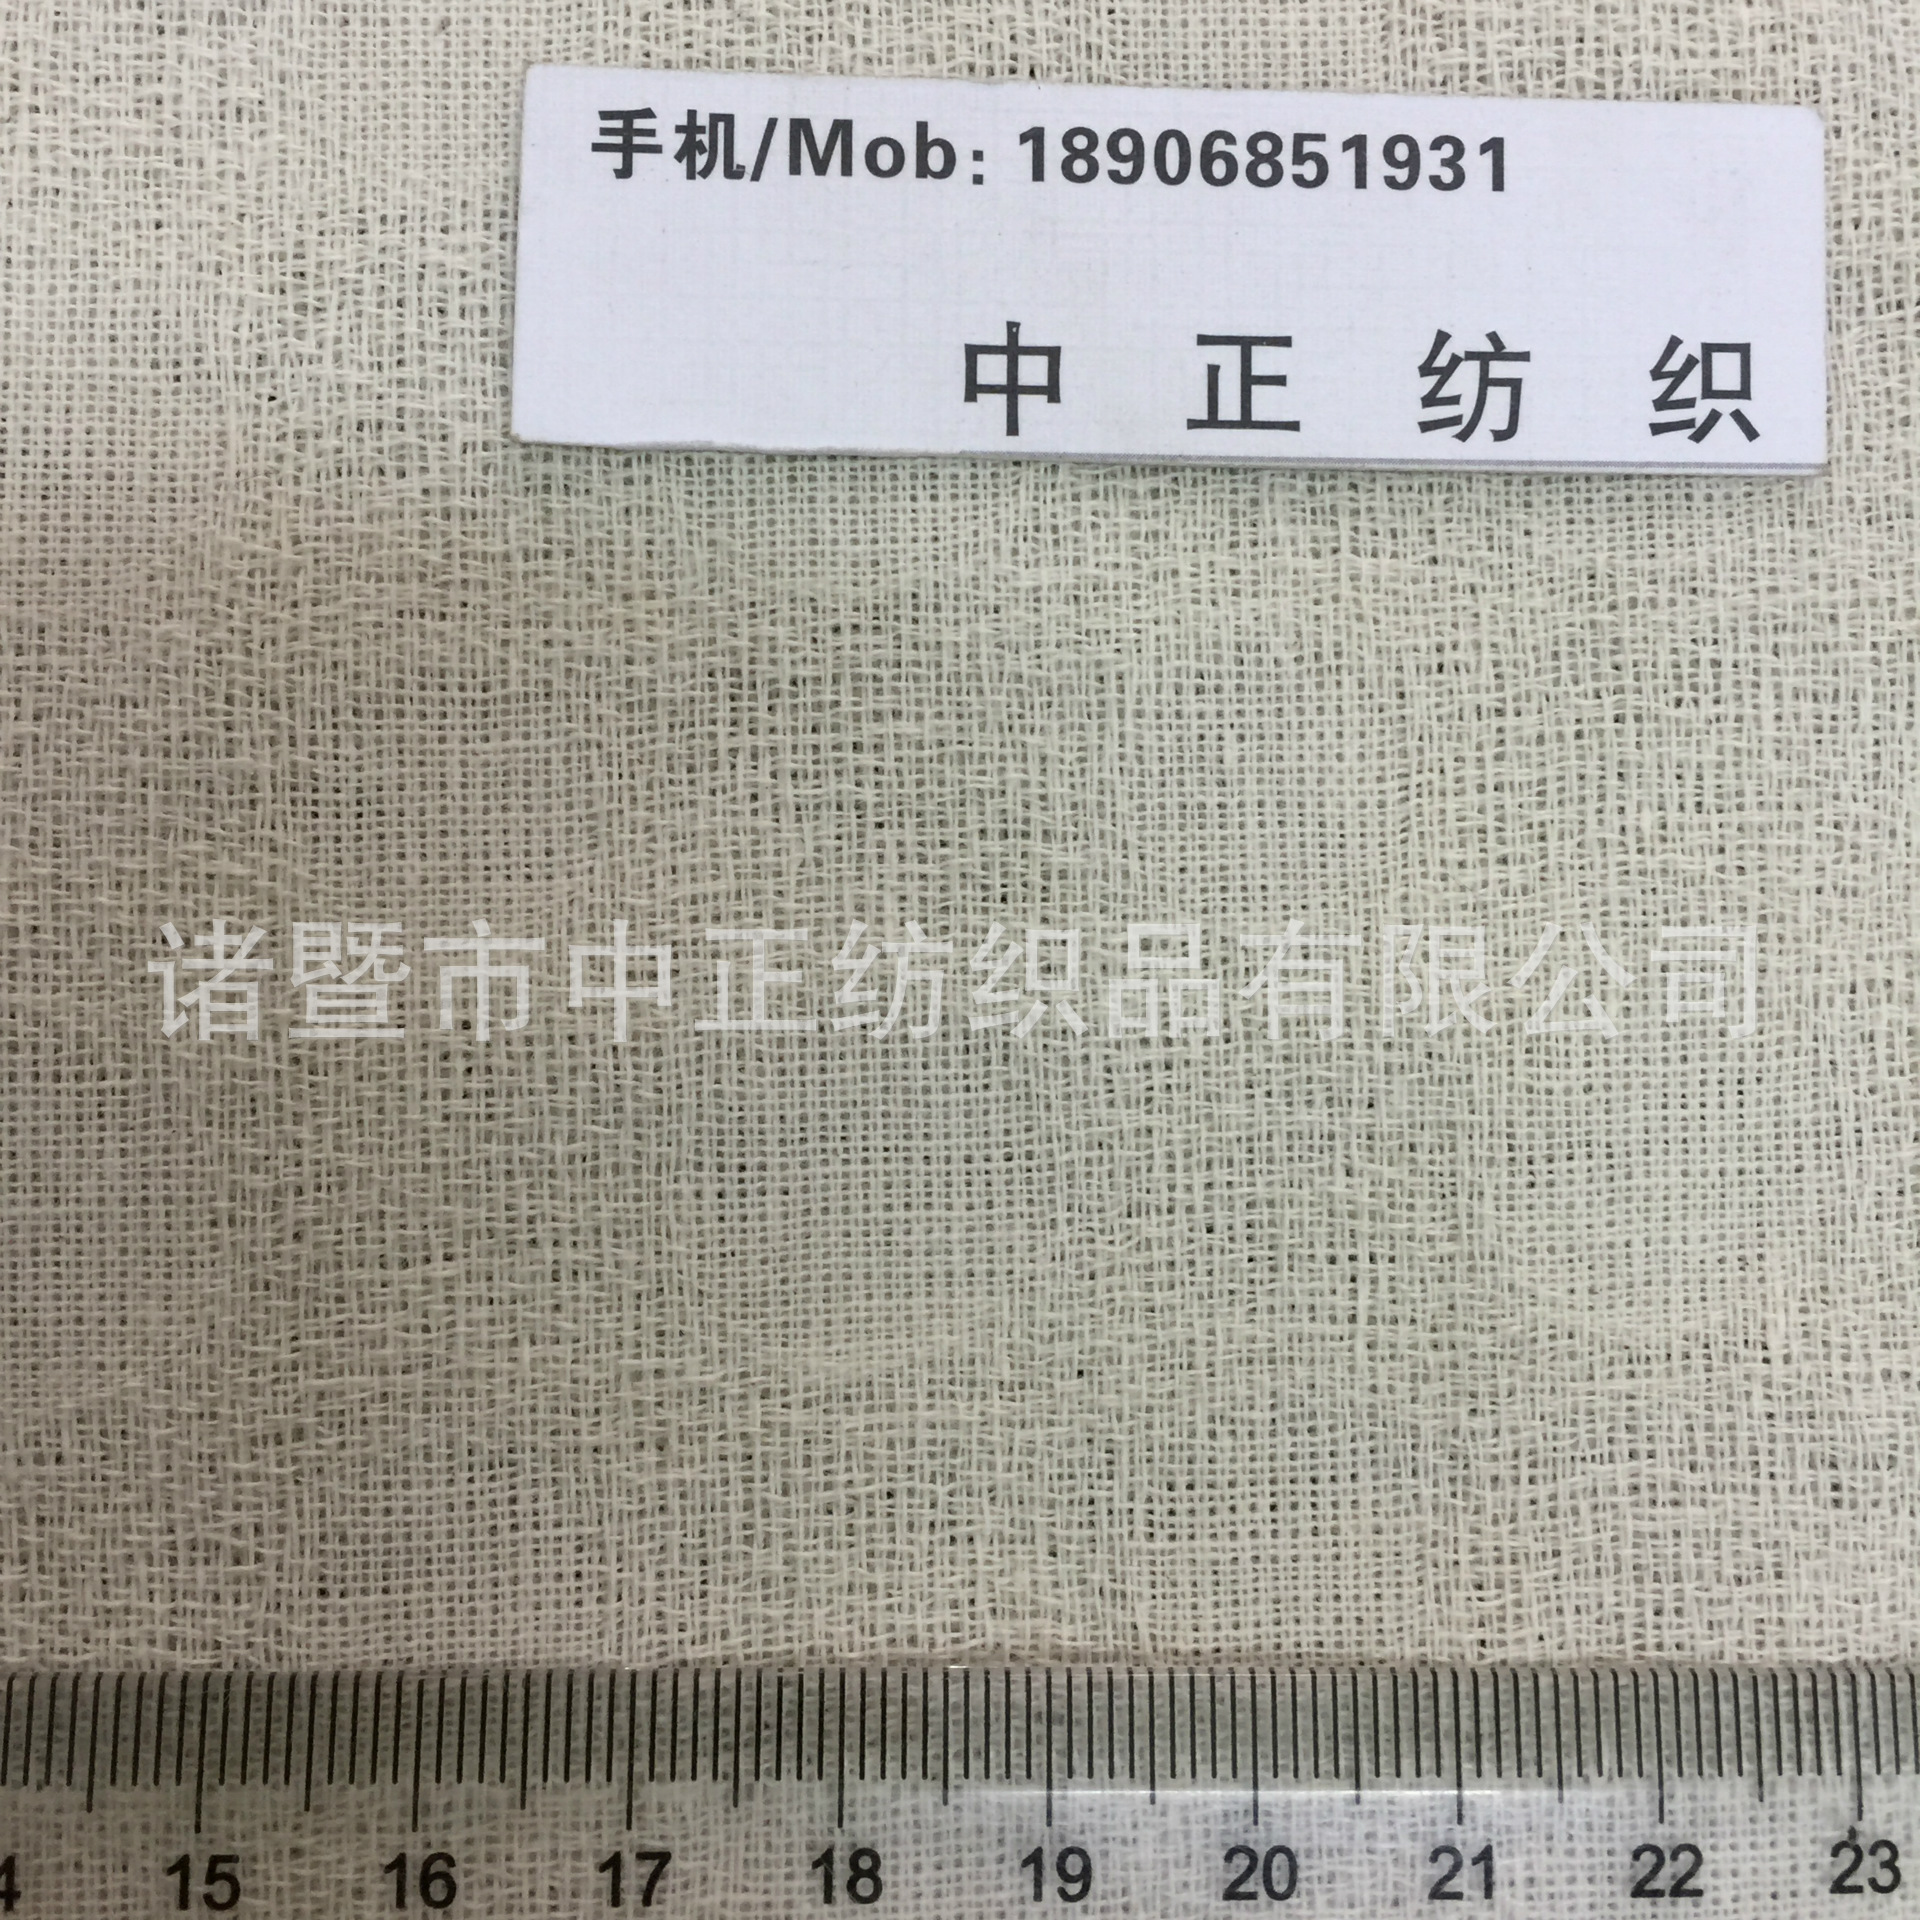 手机/Mob: 18906851931
中正纺织
诸暨市中正纺织品有限公司
4 15 16 17 18 19 20 21 22 23